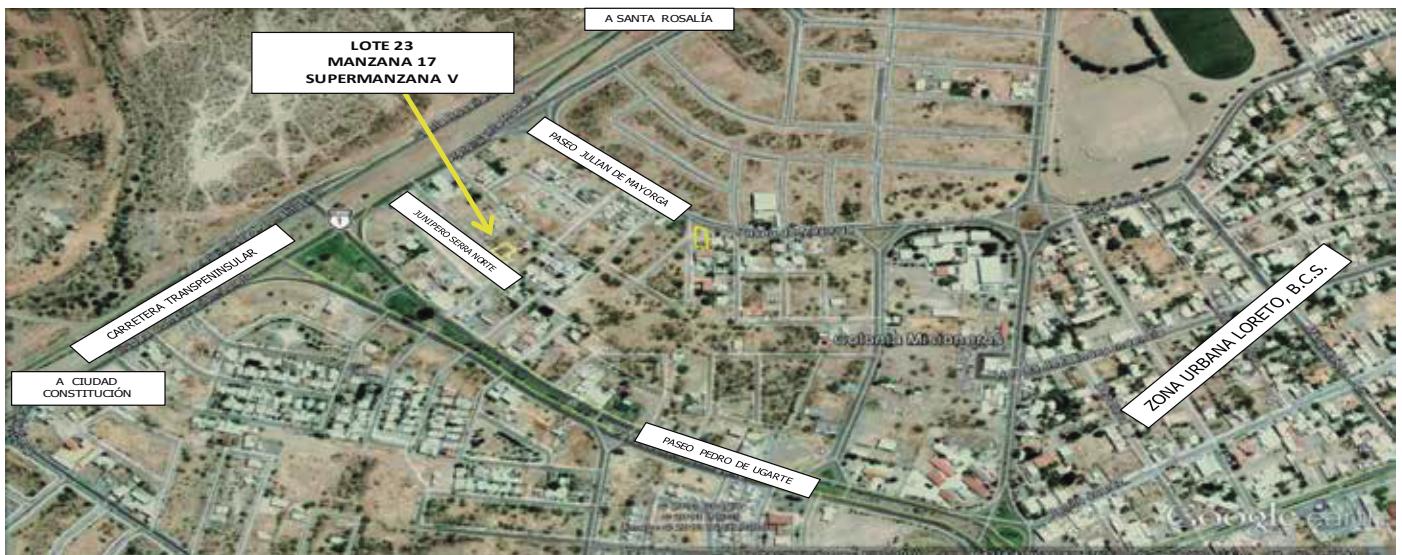 A SANTA ROSALÍA
LOTE 23
MANZANA 17
SUPERMANZANA V
PASEO JULIAN DE MAYORGA
JUNIPERO SERRA NORTE
1
CARRETERA TRANSPENINSULAR
ZONA URBANA LORETO, B.C.S.
Colonia Misioneros
A CIUDAD
CONSTITUCIÓN
PASEO PEDRO DE UGARTE
Google earth